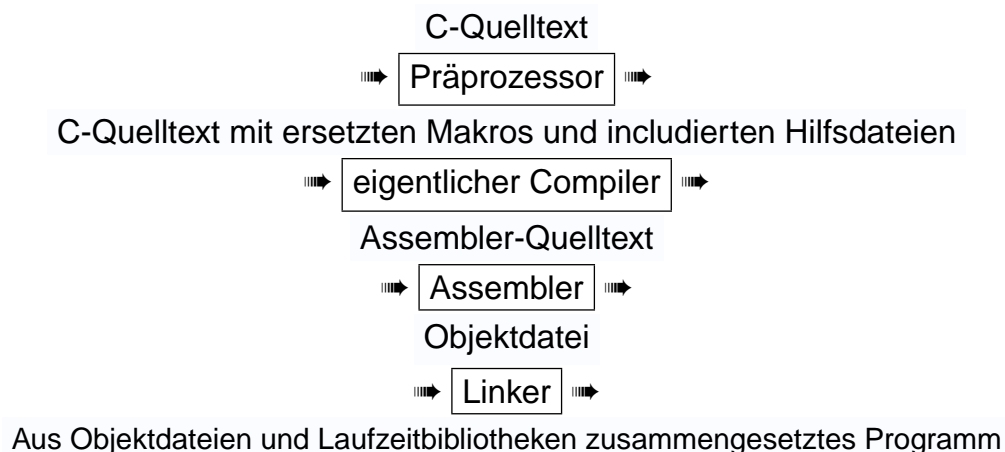 C-Quelltext
➠ Präprozessor ➠
C-Quelltext mit ersetzten Makros und includierten Hilfsdateien
➠ eigentlicher Compiler ➠
Assembler-Quelltext
➠ Assembler ➠
Objektdatei
➠ Linker ➠
Aus Objektdateien und Laufzeitbibliotheken zusammengesetztes Programm